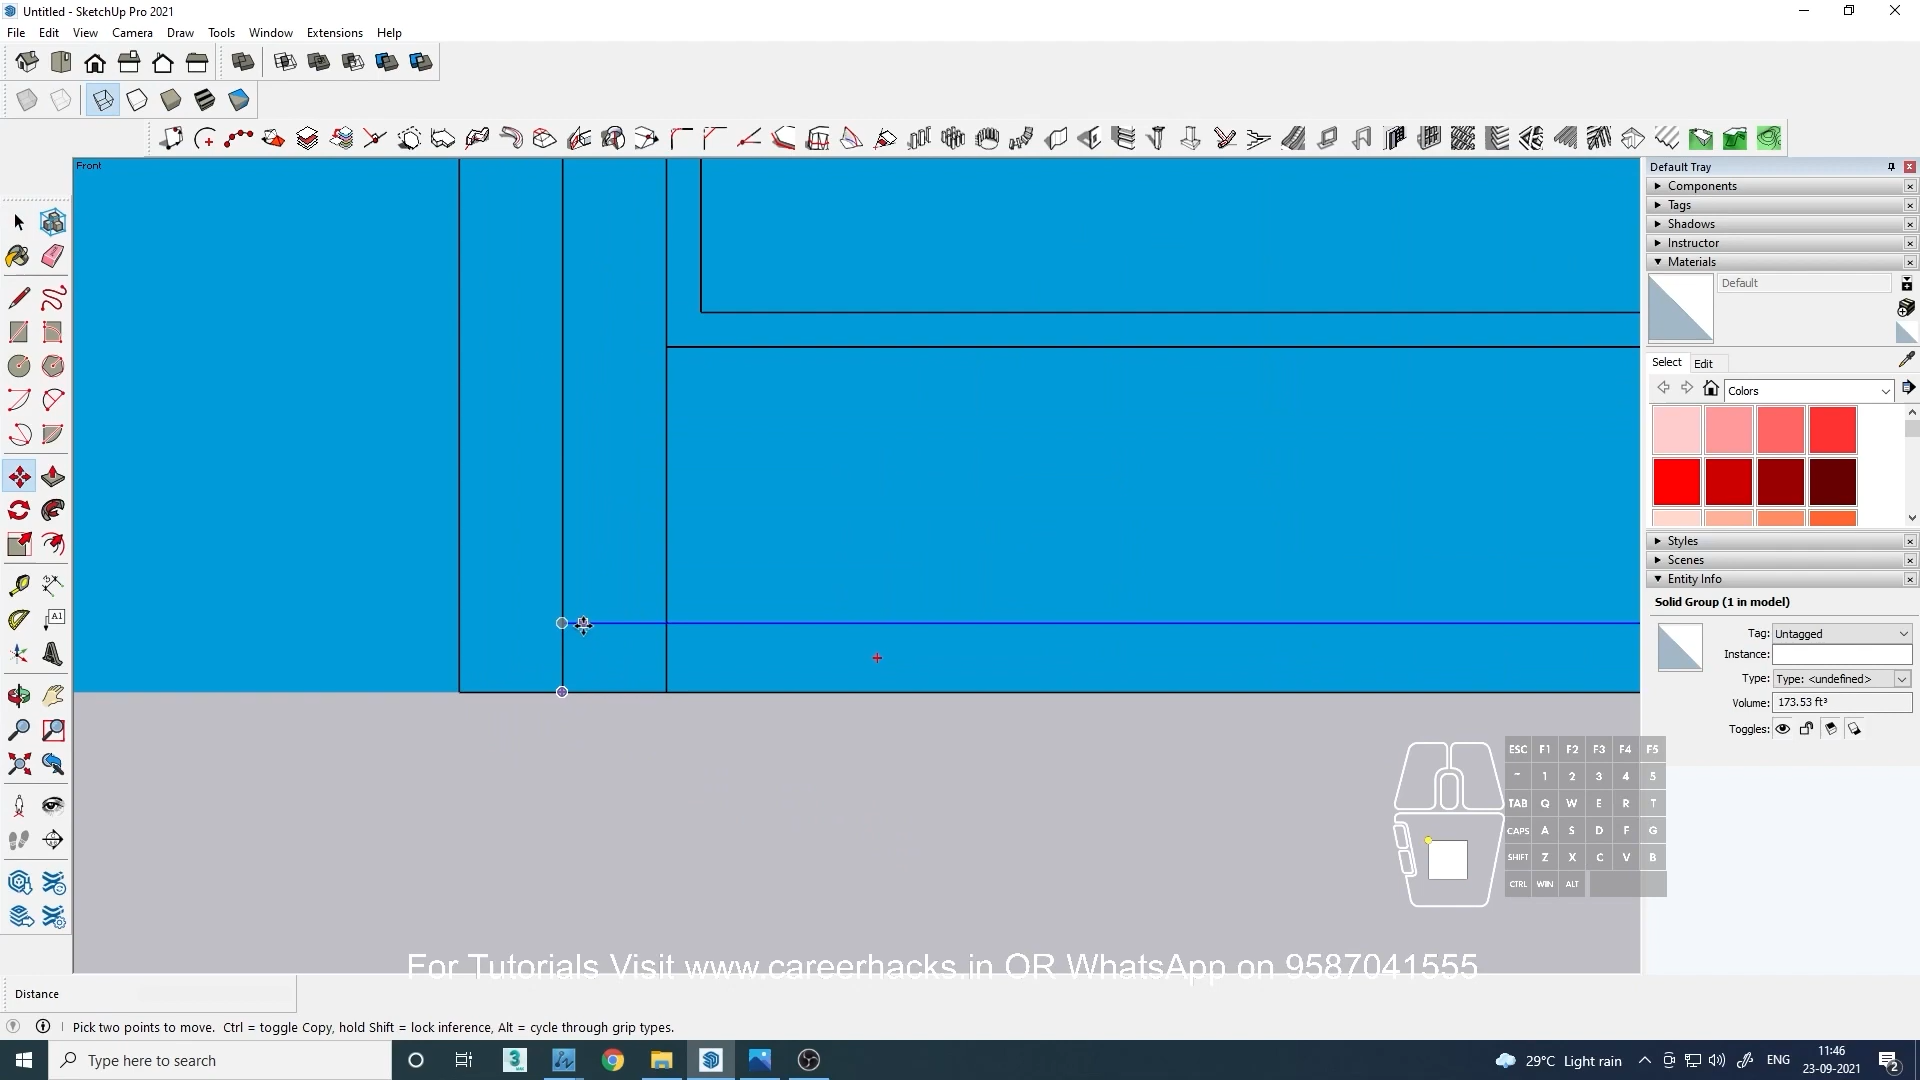 Untitled - SketchUp Pro 2021
File Edit View Camera Draw Tools Window Extensions Help
Front
Default Tray
Components
Tags
Shadows
Instructor
Materials
Default
Select Edit
Colors
Styles
Scenes
Entity Info
Solid Group (1 in model)
Tag: Untagged
Instance:
Type: Type: <undefined>
Volume: 173.53 ft³
Toggles:
A1
ESC F1 F2 F3 F4 F5
~ 1 2 3 4 5
TAB Q W E R T
CAPS A S D F G
SHIFT Z X C V B
CTRL WIN ALT
For Tutorials Visit www.careerhacks.in OR WhatsApp on 9587041555
Distance
Pick two points to move. Ctrl = toggle Copy, hold Shift = lock inference, Alt = cycle through grip types.
Type here to search
29°C Light rain
ENG
11:46
23-09-2021
2